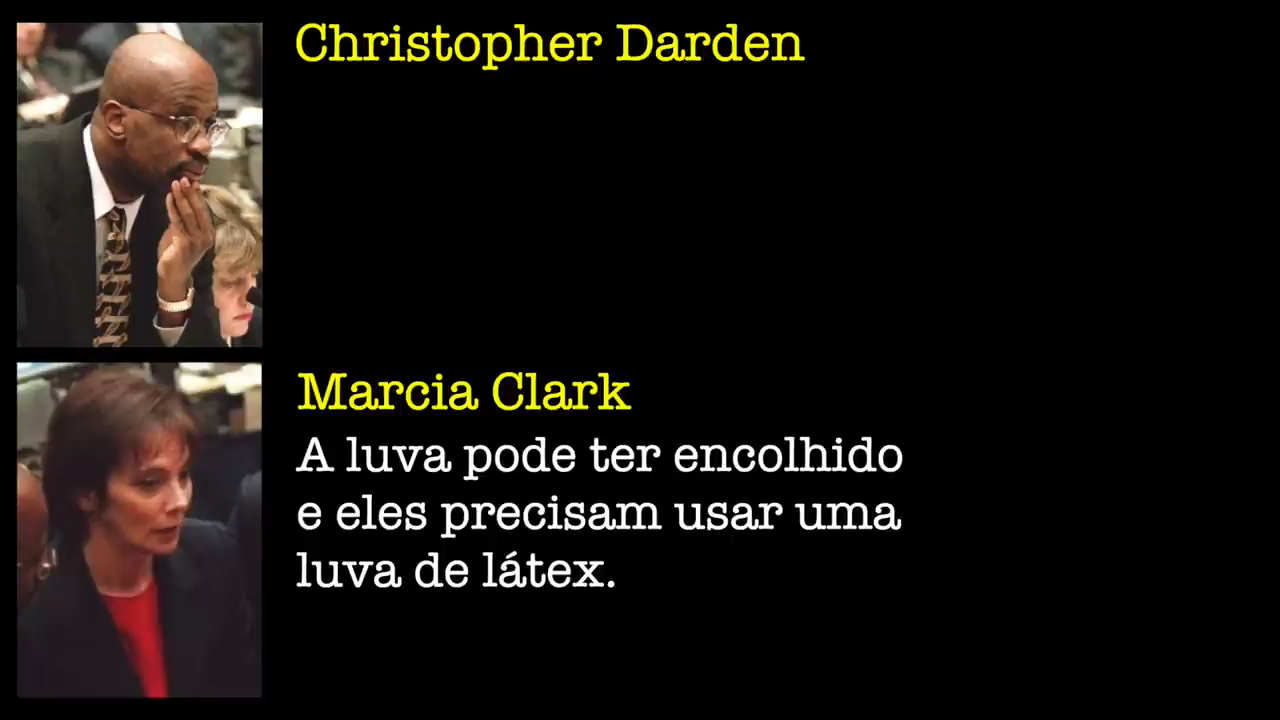 Christopher Darden
Marcia Clark
A luva pode ter encolhido
e eles precisam usar uma
luva de látex.